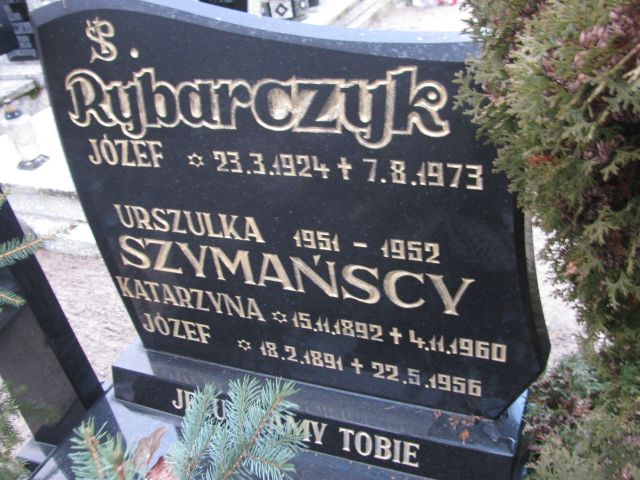 Ś.P.
Rybarczyk
JÓZEF ✡ 23.3.1924 + 7.8.1973
URSZULKA 1951 - 1952
SZYMAŃSCY
KATARZYNA ✡ 15.11.1892 + 4.11.1960
JÓZEF ✡ 18.2.1891 + 22.5.1956
TOBIE